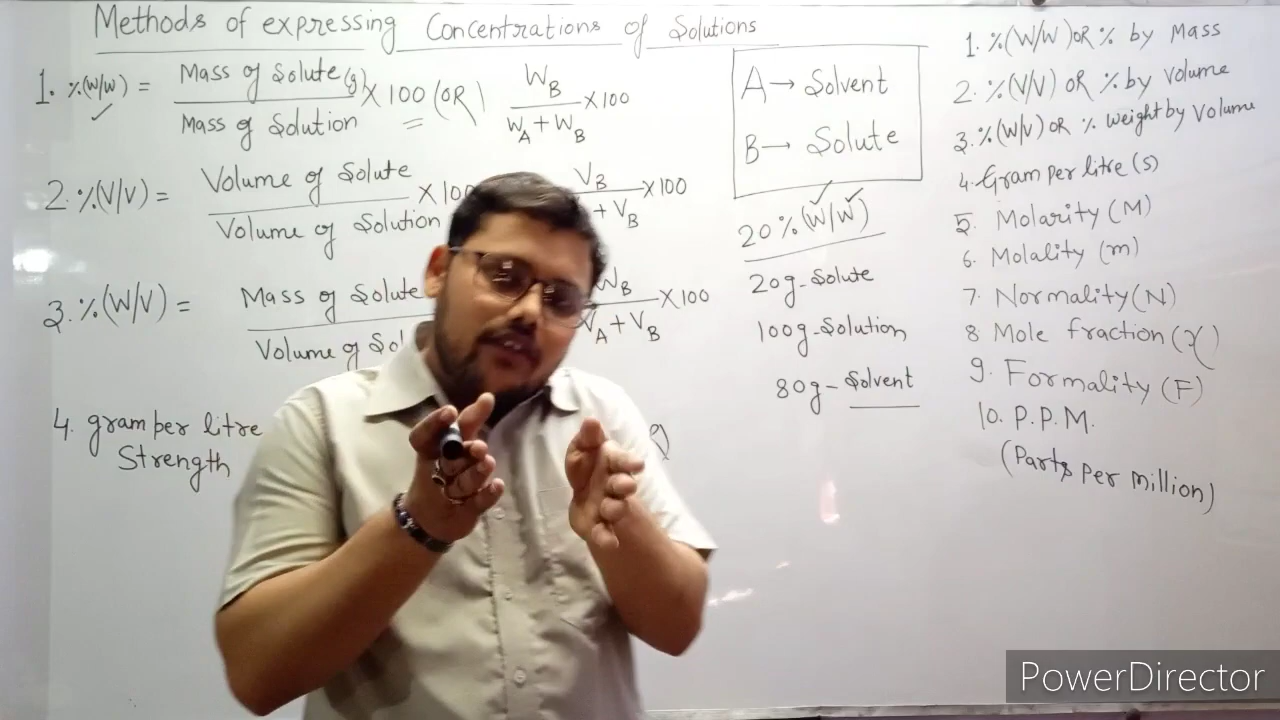 Methods of expressing Concentrations of Solutions
1. %(W/W) = Mass of Solute (g)
Mass of Solution
X 100 (OR) W_B
W_A + W_B
X 100
2. %(V/V) = Volume of Solute
Volume of Solution
X 100
V_B
+ V_B
X 100
3. %(W/V) = Mass of Solute
Volume of Sol
W_B
V_A + V_B
X 100
4. gram per litre
Strength
A → Solvent
B → Solute
20%(W/W)
20g - Solute
100g - Solution
80g - Solvent
1. %(W/W) OR % by Mass
2. %(V/V) OR % by Volume
3. %(W/V) OR % weight by Volume
4. Gram per litre (S)
5. Molarity (M)
6. Molality (m)
7. Normality (N)
8 Mole fraction (χ)
9. Formality (F)
10. P.P.M.
(Parts Per million)
PowerDirector